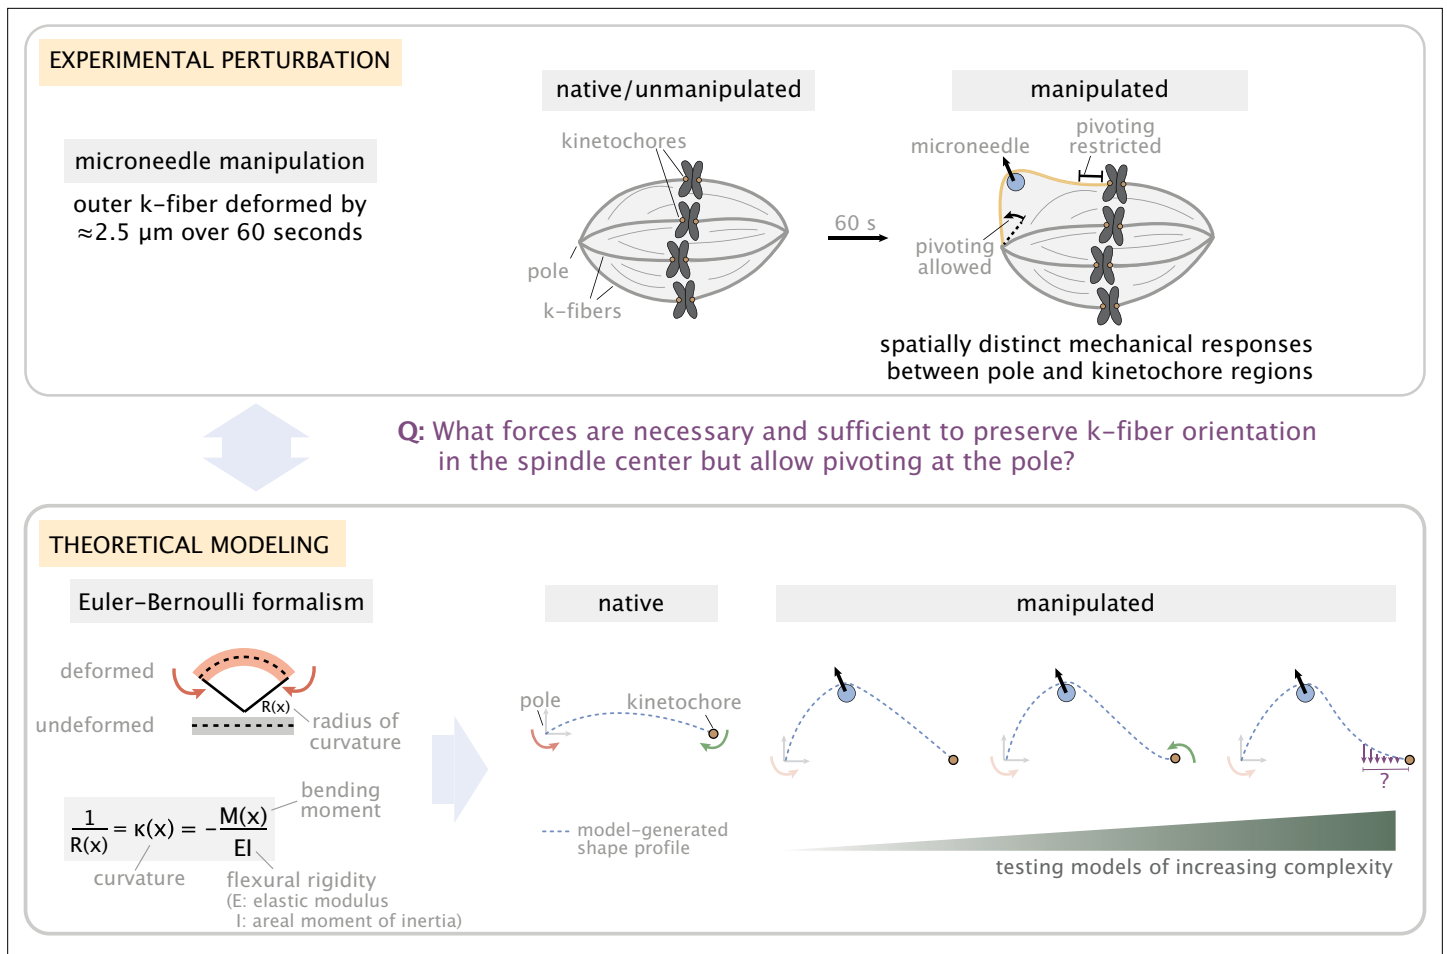 EXPERIMENTAL PERTURBATION
microneedle manipulation
outer k-fiber deformed by
≈2.5 µm over 60 seconds
native/unmanipulated
kinetochores
pole
k-fibers
60 s
manipulated
microneedle
pivoting
restricted
pivoting
allowed
spatially distinct mechanical responses
between pole and kinetochore regions
Q: What forces are necessary and sufficient to preserve k-fiber orientation
in the spindle center but allow pivoting at the pole?
THEORETICAL MODELING
Euler-Bernoulli formalism
deformed
undeformed
R(x)
radius of
curvature
bending
moment
1/R(x) = κ(x) = -M(x)/EI
curvature
flexural rigidity
(E: elastic modulus
I: areal moment of inertia)
native
pole
kinetochore
model-generated
shape profile
manipulated
?
testing models of increasing complexity